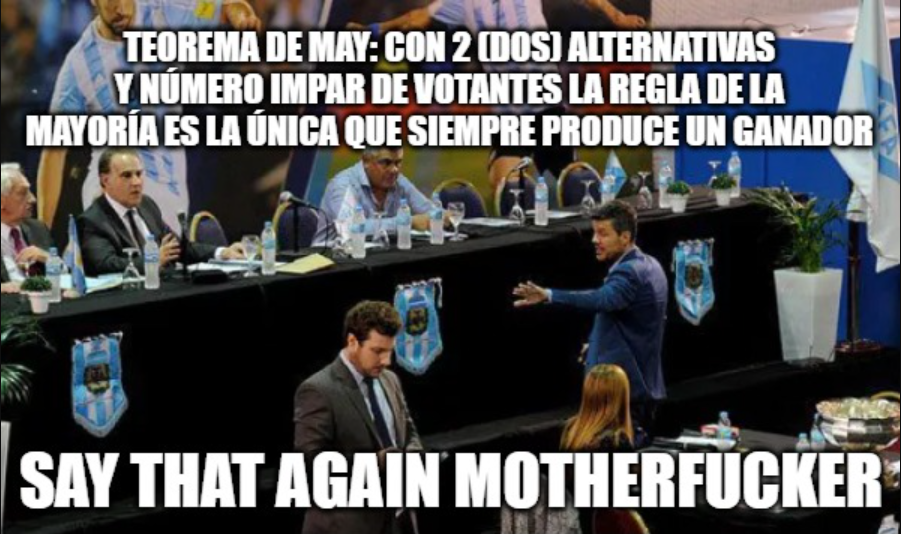 TEOREMA DE MAY: CON 2 (DOS) ALTERNATIVAS
Y NÚMERO IMPAR DE VOTANTES LA REGLA DE LA
MAYORÍA ES LA ÚNICA QUE SIEMPRE PRODUCE UN GANADOR
AFA
SAY THAT AGAIN MOTHERFUCKER